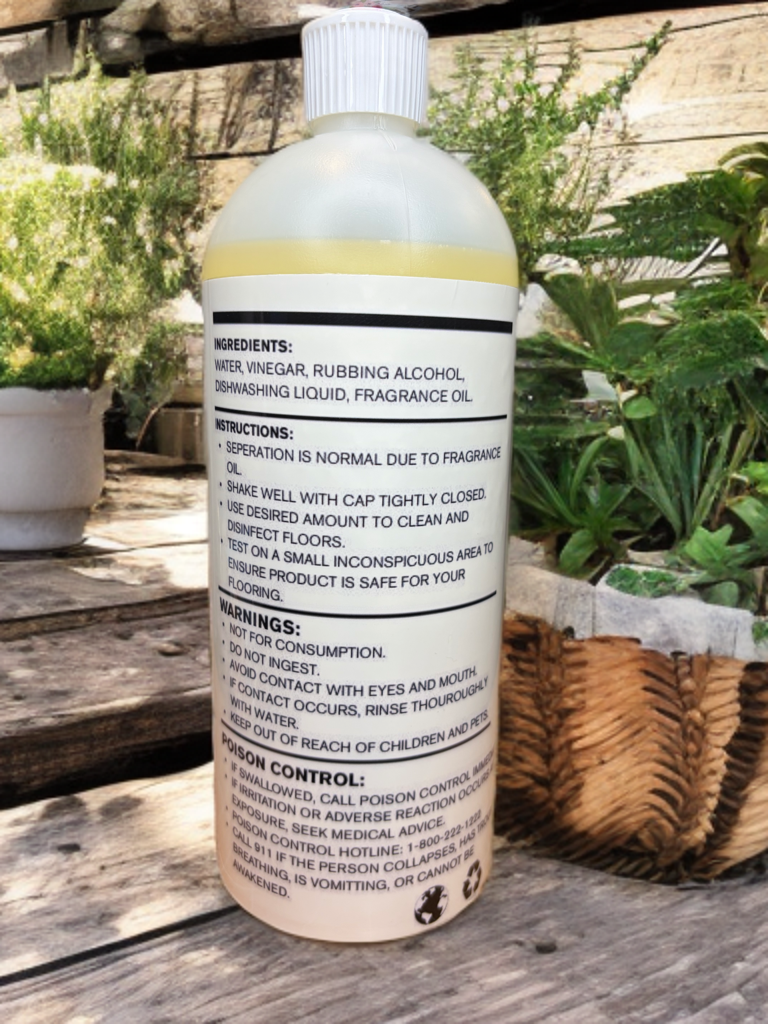 INGREDIENTS:
WATER, VINEGAR, RUBBING ALCOHOL,
DISHWASHING LIQUID, FRAGRANCE OIL.
INSTRUCTIONS:
• SEPERATION IS NORMAL DUE TO FRAGRANCE
OIL.
• SHAKE WELL WITH CAP TIGHTLY CLOSED.
• USE DESIRED AMOUNT TO CLEAN AND
DISINFECT FLOORS.
• TEST ON A SMALL INCONSPICUOUS AREA TO
ENSURE PRODUCT IS SAFE FOR YOUR
FLOORING.
WARNINGS:
• NOT FOR CONSUMPTION.
• DO NOT INGEST.
• AVOID CONTACT WITH EYES AND MOUTH.
• IF CONTACT OCCURS, RINSE THOUROUGHLY
WITH WATER.
• KEEP OUT OF REACH OF CHILDREN AND PETS.
POISON CONTROL:
• IF SWALLOWED, CALL POISON CONTROL
• IF IRRITATION OR ADVERSE REACTION OCCURS
EXPOSURE, SEEK MEDICAL ADVICE.
• POISON CONTROL HOTLINE: 1-800-222-1222
• CALL 911 IF THE PERSON COLLAPSES, HAS
BREATHING, IS VOMITTING, OR CANNOT BE
AWAKENED.